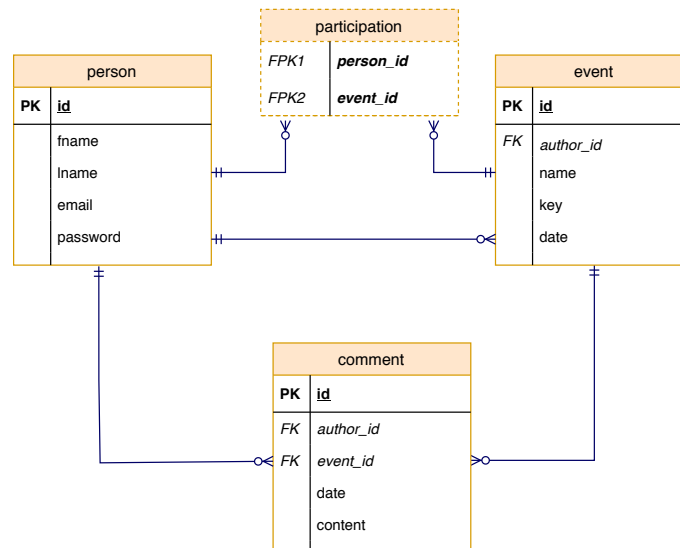 participation
FPK1 person_id
FPK2 event_id
person
PK id
fname
lname
email
password
event
PK id
FK author_id
name
key
date
comment
PK id
FK author_id
FK event_id
date
content